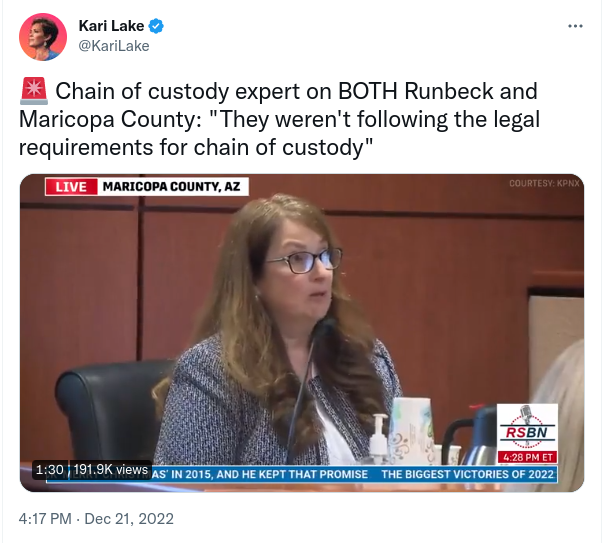 Kari Lake
@KariLake
🚨 Chain of custody expert on BOTH Runbeck and
Maricopa County: "They weren't following the legal
requirements for chain of custody"
LIVE MARICOPA COUNTY, AZ
COURTESY: KPNX
RSBN
4:28 PM ET
1:30 191.9K views
AS' IN 2015, AND HE KEPT THAT PROMISE THE BIGGEST VICTORIES OF 2022
4:17 PM · Dec 21, 2022